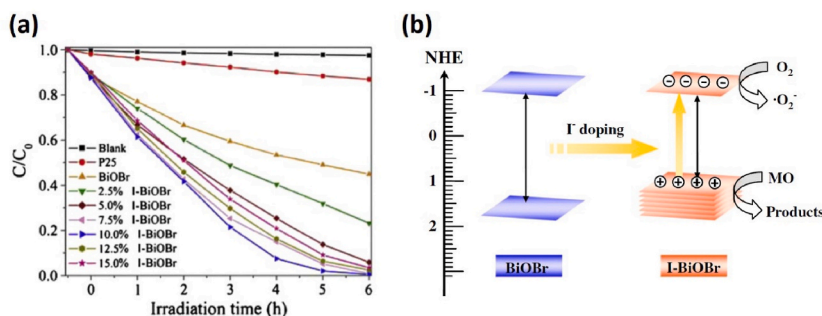 (a)
1.0
0.8
0.6
0.4
0.2
0.0
C/C₀
Blank
P25
BiOBr
2.5% I-BiOBr
5.0% I-BiOBr
7.5% I-BiOBr
10.0% I-BiOBr
12.5% I-BiOBr
15.0% I-BiOBr
0 1 2 3 4 5 6
Irradiation time (h)
(b)
NHE
-1
0
1
2
I⁻ doping
O₂
·O₂⁻
MO
Products
BiOBr
I-BiOBr